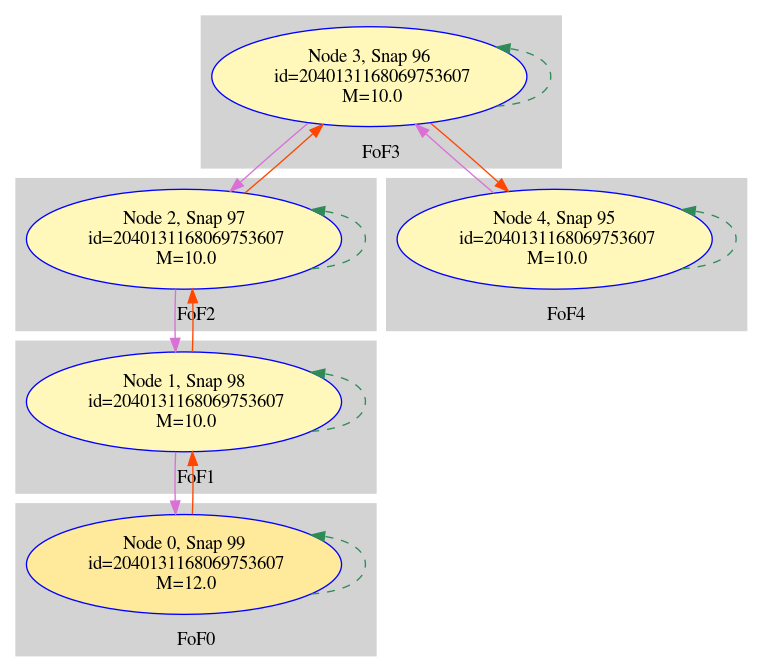 Node 3, Snap 96
id=2040131168069753607
M=10.0
FoF3
Node 2, Snap 97
id=2040131168069753607
M=10.0
FoF2
Node 4, Snap 95
id=2040131168069753607
M=10.0
FoF4
Node 1, Snap 98
id=2040131168069753607
M=10.0
FoF1
Node 0, Snap 99
id=2040131168069753607
M=12.0
FoF0